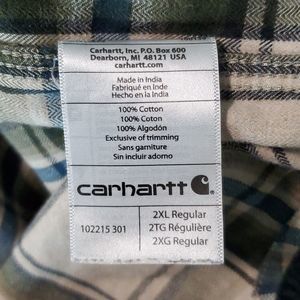 Carhartt, Inc. P.O. Box 600
Dearborn, MI 48121 USA
carhartt.com
Made in India
Fabriqué en Inde
Hecho en la India
100% Cotton
100% Coton
100% Algodón
Exclusive of trimming
Sans garniture
Sin incluir adorno
carhartt
2XL Regular
102215 301 2TG Régulière
2XG Regular